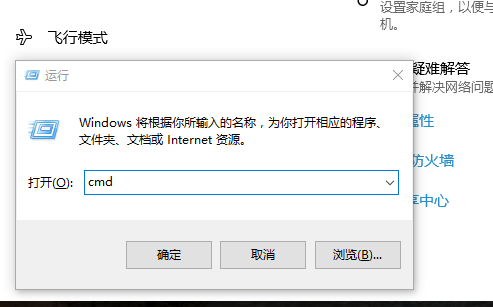 设置家庭组，以便与
机。
飞行模式
疑难解答
并解决网络问题
属性
防火墙
享中心
运行
Windows 将根据你所输入的名称，为你打开相应的程序、
文件夹、文档或 Internet 资源。
打开(O):
cmd
确定
取消
浏览(B)...